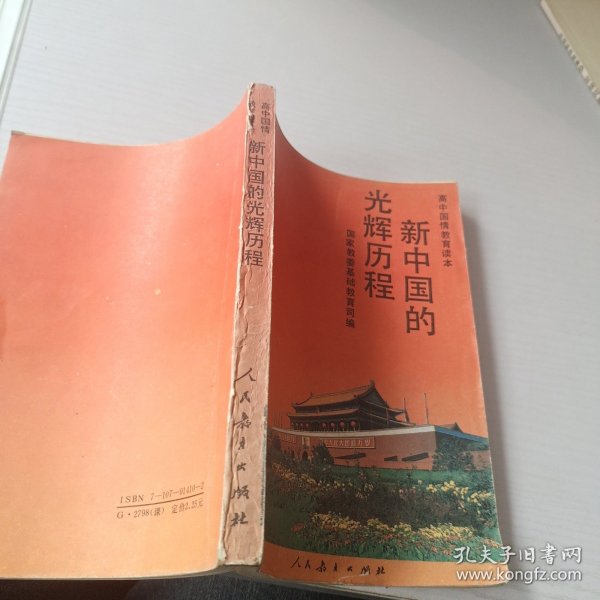 高中国情教育读本
新中国的
光辉历程
国家教委基础教育司编
人民教育出版社
高中国情
新中国的光辉历程
人民教育出版社
ISBN 7—107—01410—2
G·2798(课) 定价2.25元
孔夫子旧书网
www.kongfz.com